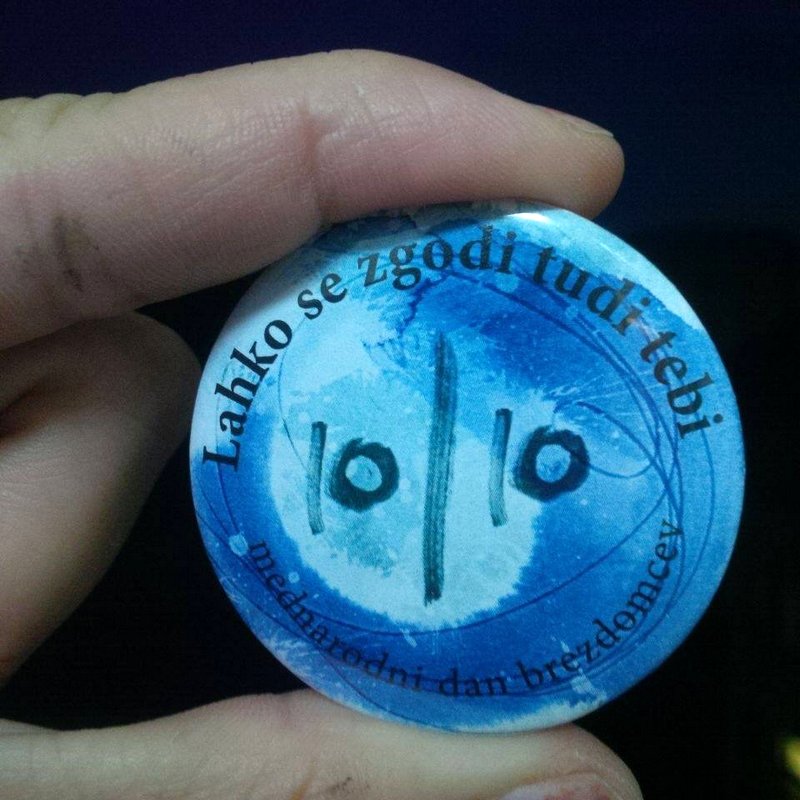 Lahko se zgodi tudi tebi
10/10
mednarodni dan brezdomcev